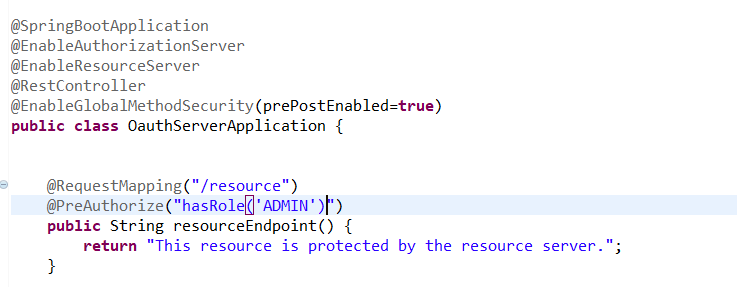 @SpringBootApplication
@EnableAuthorizationServer
@EnableResourceServer
@RestController
@EnableGlobalMethodSecurity(prePostEnabled=true)
public class OauthServerApplication {
@RequestMapping("/resource")
@PreAuthorize("hasRole('ADMIN')")
public String resourceEndpoint() {
return "This resource is protected by the resource server.";
}